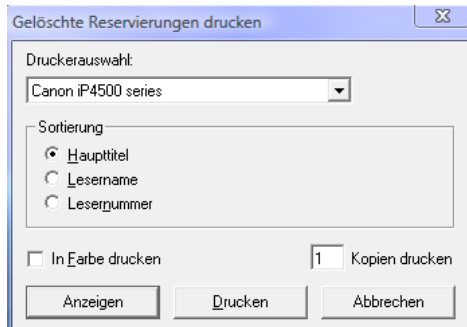 Gelöschte Reservierungen drucken
Druckerauswahl:
Canon iP4500 series
Sortierung
Haupttitel
Lesername
Lesernummer
In Farbe drucken 1 Kopien drucken
Anzeigen Drucken Abbrechen